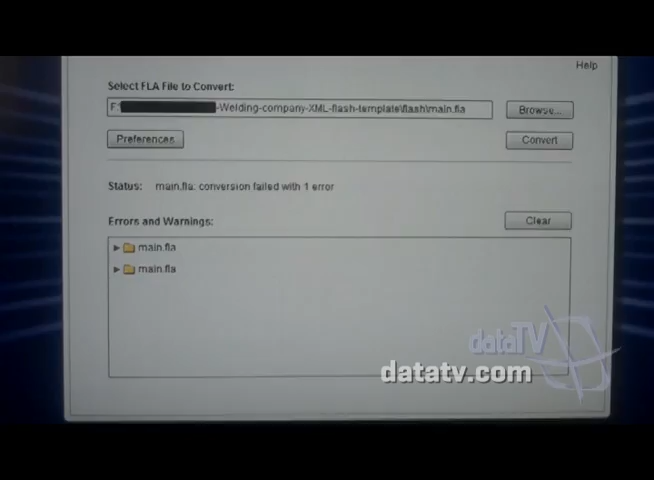 Help
Select FLA File to Convert:
F:\-Welding-company-XML-flash-template\flash\main.fla
Browse...
Preferences
Convert
Status: main.fla: conversion failed with 1 error
Errors and Warnings:
Clear
main.fla
main.fla
dataTV
datatv.com